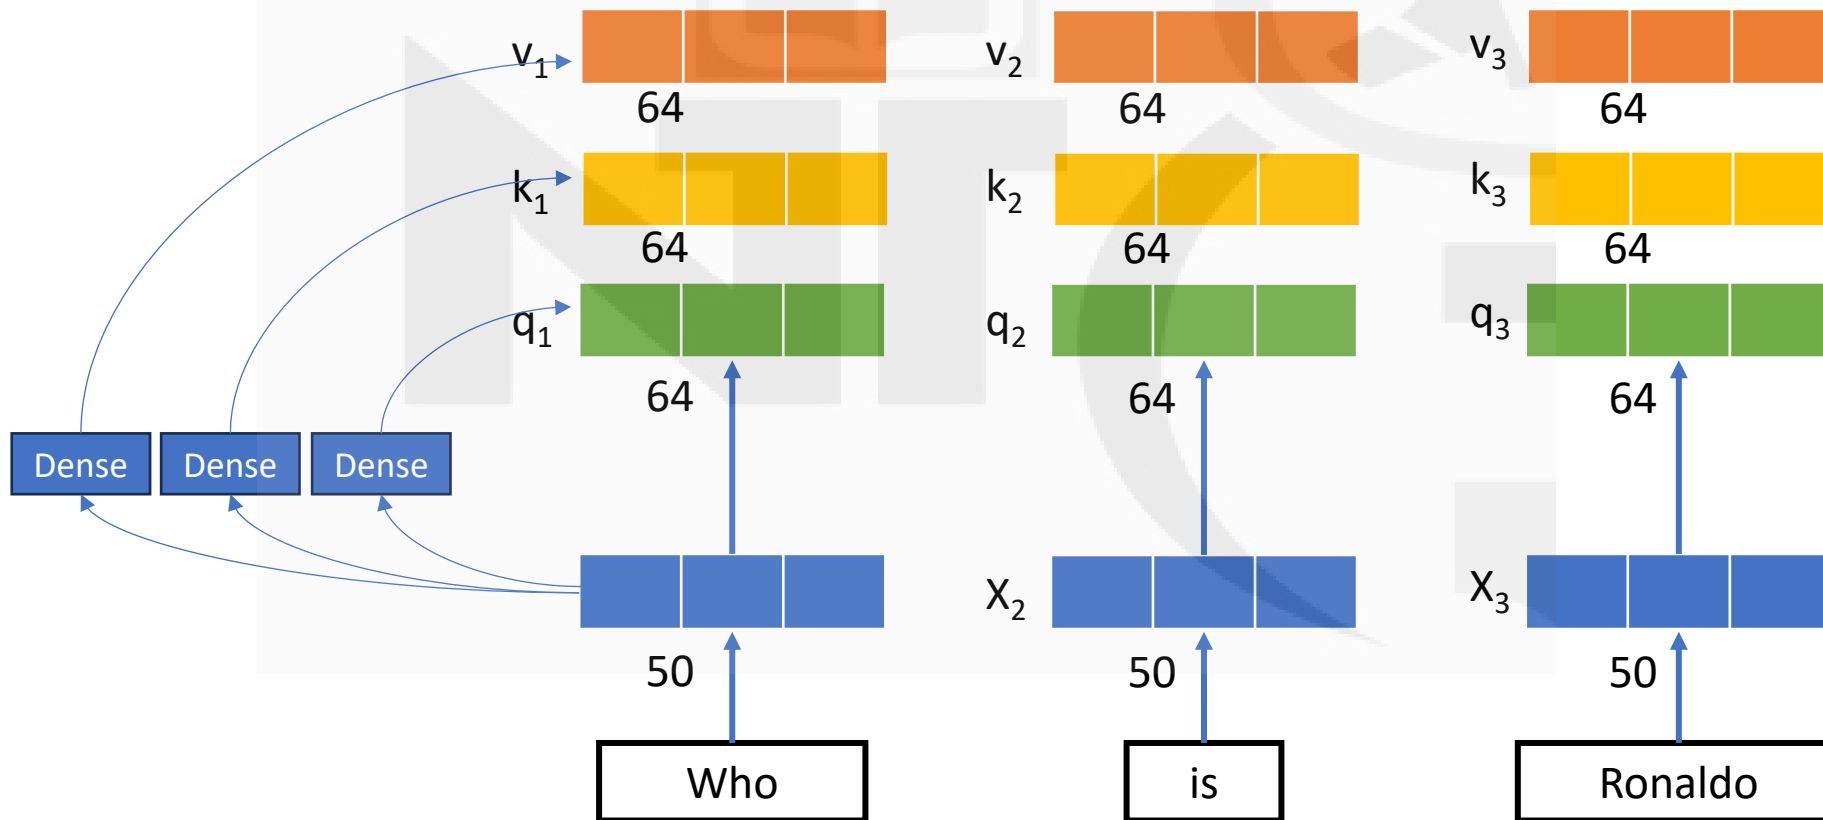 v1 v2 v3
64 64 64
k1 k2 k3
64 64 64
q1 q2 q3
64 64 64
Dense Dense Dense
X2 X3
50 50 50
Who is Ronaldo